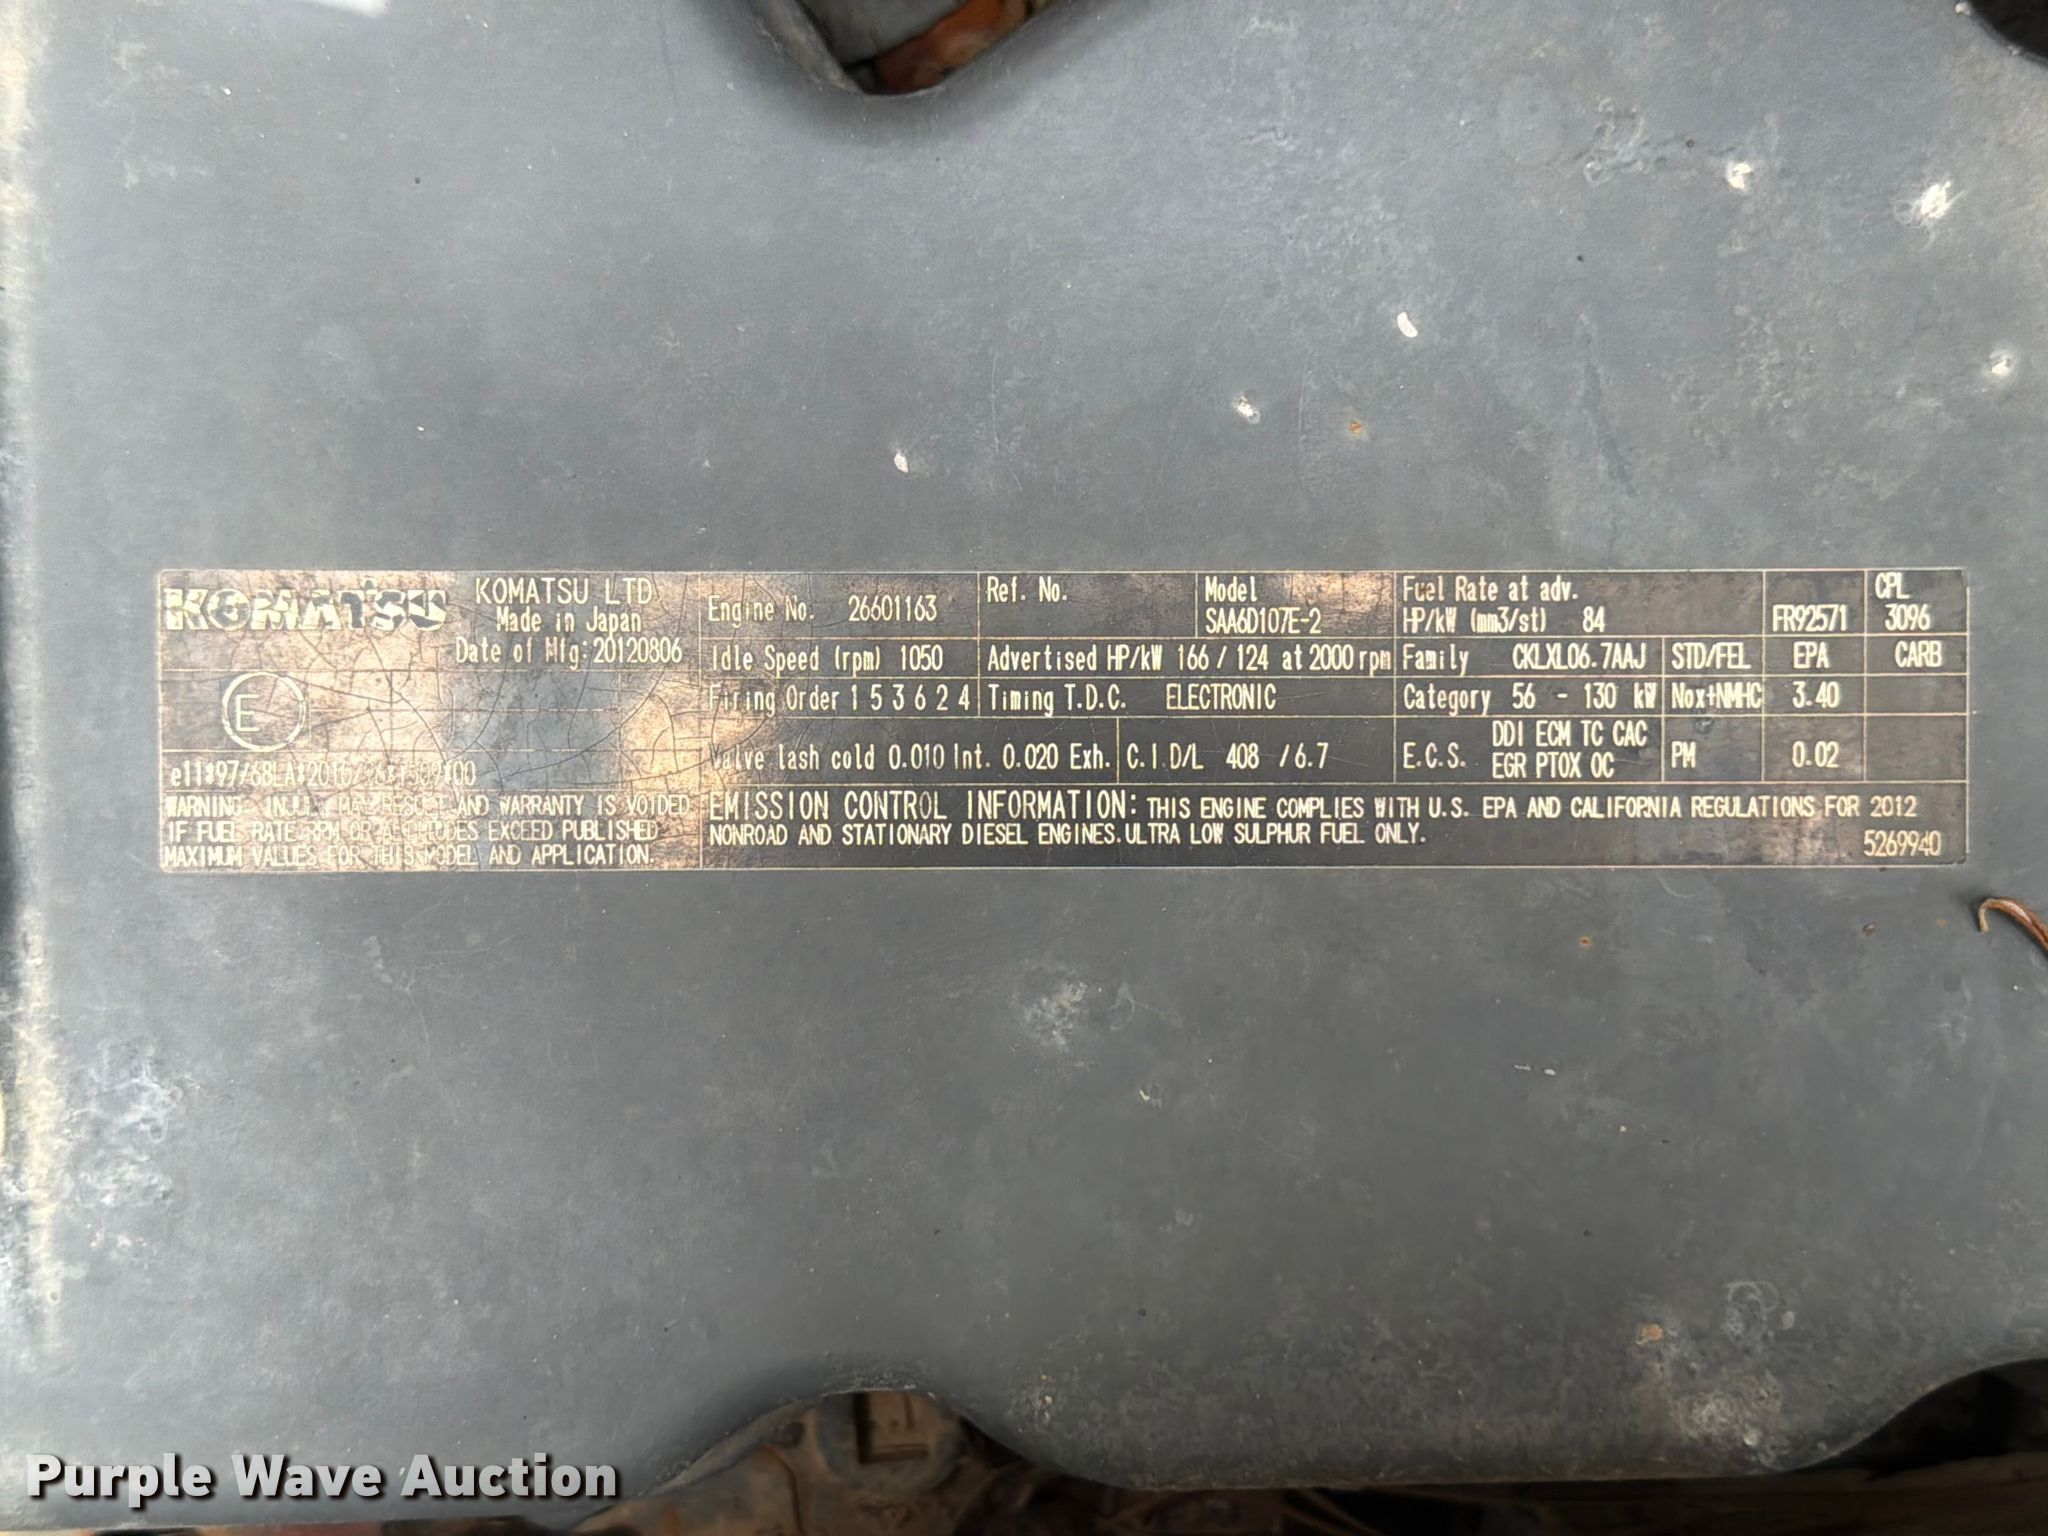 KOMATSU
KOMATSU LTD.
Made in Japan
Date of Mfg:20120806
E
WARNING: INJURY MAY RESULT AND WARRANTY IS VOIDED
IF FUEL RATE RPM OR ALTITUDES EXCEED PUBLISHED
MAXIMUM VALUES FOR THIS MODEL AND APPLICATION.
Engine No. 26601163
Ref. No.
Model
SAA6D107E-2
Fuel Rate at adv.
HP/kW (mm3/st) 84
FR92571
CPL
3096
Idle Speed (rpm) 1050
Advertised HP/kW 166 / 124 at 2000 rpm
Family CKLXL06.7AAJ
STD/FEL
EPA
CARB
Firing Order 1 5 3 6 2 4
Timing T.D.C. ELECTRONIC
Category 56 - 130 kW
Nox+NMHC
3.40
Valve lash cold 0.010 Int. 0.020 Exh.
C.I.D/L 408 /6.7
E.C.S.
DDI ECM TC CAC
EGR PTOX OC
PM
0.02
EMISSION CONTROL INFORMATION: THIS ENGINE COMPLIES WITH U.S. EPA AND CALIFORNIA REGULATIONS FOR 2012
NONROAD AND STATIONARY DIESEL ENGINES.ULTRA LOW SULPHUR FUEL ONLY.
5269940
Purple Wave Auction